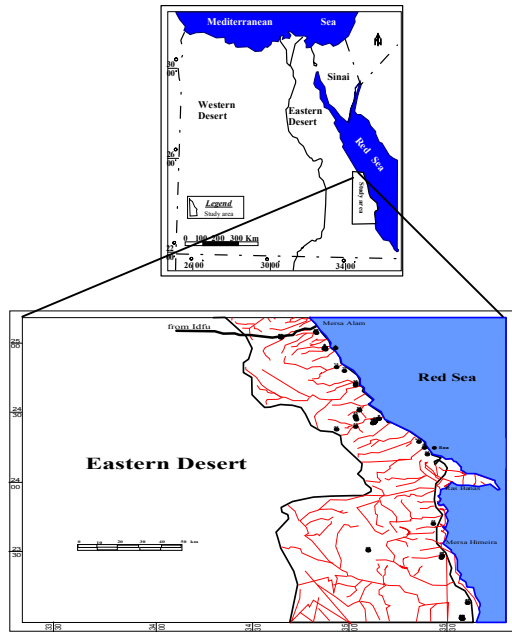 Mediterranean Sea
30
00
Sinai
Western
Desert
Eastern
Desert
Red Sea
26
00
Study area
Legend
Study area
0 100 200 300 Km
22
00
26 00
30 00
34 00
from Idfu
Mersa Alam
25
Red Sea
24
30
Eastern Desert
24
00
Ras Banas
0 10 20 30 40 50 km
Mersa Himeira
23
30
33 30
34 00
34 30
35 00
35 30